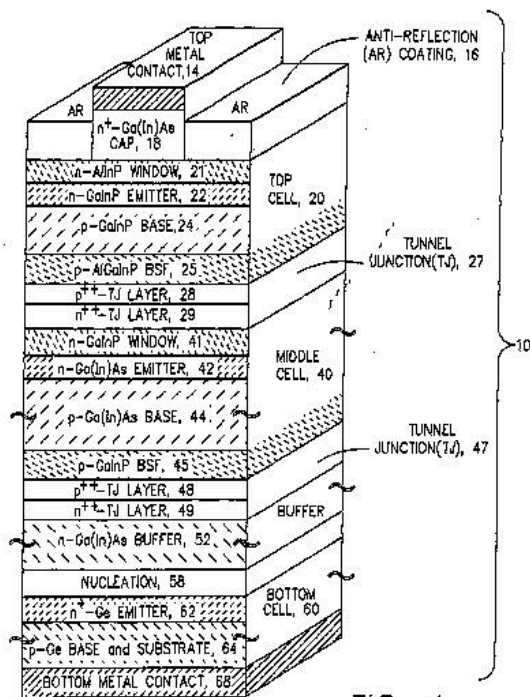 TOP
METAL
CONTACT, 14
ANTI-REFLECTION
(AR) COATING, 16
AR
AR
n+-Ga(In)As
CAP, 18
n-AlInP WINDOW, 21
n-GaInP EMITTER, 22
p-GaInP BASE, 24
p-AlGaInP BSF, 25
TOP
CELL, 20
p++-TJ LAYER, 28
n++-TJ LAYER, 29
TUNNEL
JUNCTION(TJ), 27
n-GaInP WINDOW, 41
n-Ga(In)As EMITTER, 42
p-Ga(In)As BASE, 44
p-GaInP BSF, 45
MIDDLE
CELL, 40
10
p++-TJ LAYER, 48
n++-TJ LAYER, 49
TUNNEL
JUNCTION(TJ), 47
n-Ga(In)As BUFFER, 52
BUFFER
NUCLEATION, 58
n+-Ge EMITTER, 62
p-Ge BASE and SUBSTRATE, 64
BOTTOM
CELL, 60
BOTTOM METAL CONTACT, 68